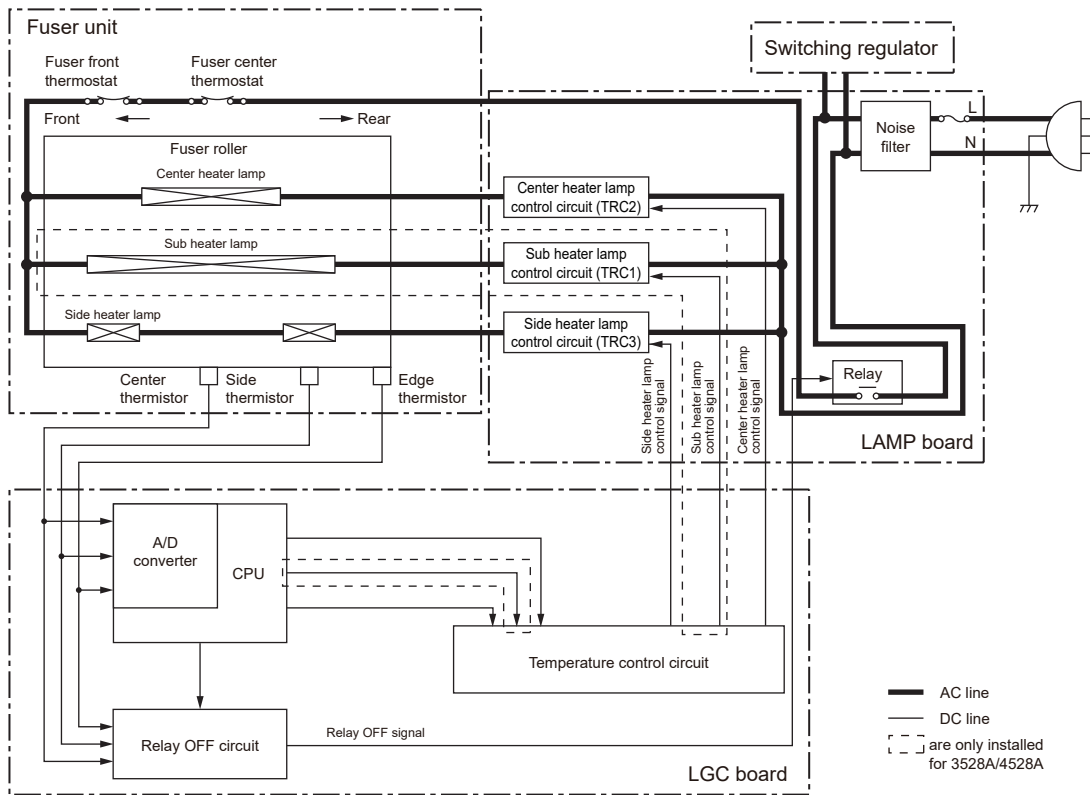 Fuser unit
Fuser front
thermostat
Fuser center
thermostat
Front
Rear
Fuser roller
Center heater lamp
Sub heater lamp
Side heater lamp
Center
thermistor
Side
thermistor
Edge
thermistor
Switching regulator
Noise
filter
L
N
Center heater lamp
control circuit (TRC2)
Sub heater lamp
control circuit (TRC1)
Side heater lamp
control circuit (TRC3)
Side heater lamp
control signal
Sub heater lamp
control signal
Center heater lamp
control signal
Relay
LAMP board
A/D
converter
CPU
Temperature control circuit
Relay OFF circuit
Relay OFF signal
LGC board
AC line
DC line
are only installed
for 3528A/4528A